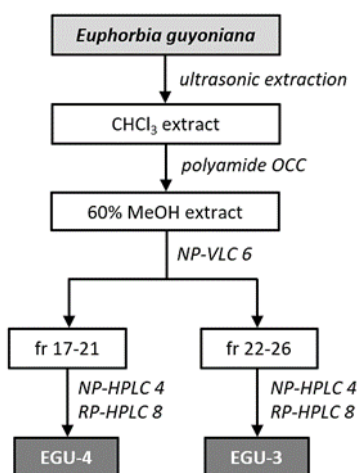 Euphorbia guyoniana
ultrasonic extraction
CHCl₃ extract
polyamide OCC
60% MeOH extract
NP-VLC 6
fr 17-21
fr 22-26
NP-HPLC 4
RP-HPLC 8
NP-HPLC 4
RP-HPLC 8
EGU-4
EGU-3